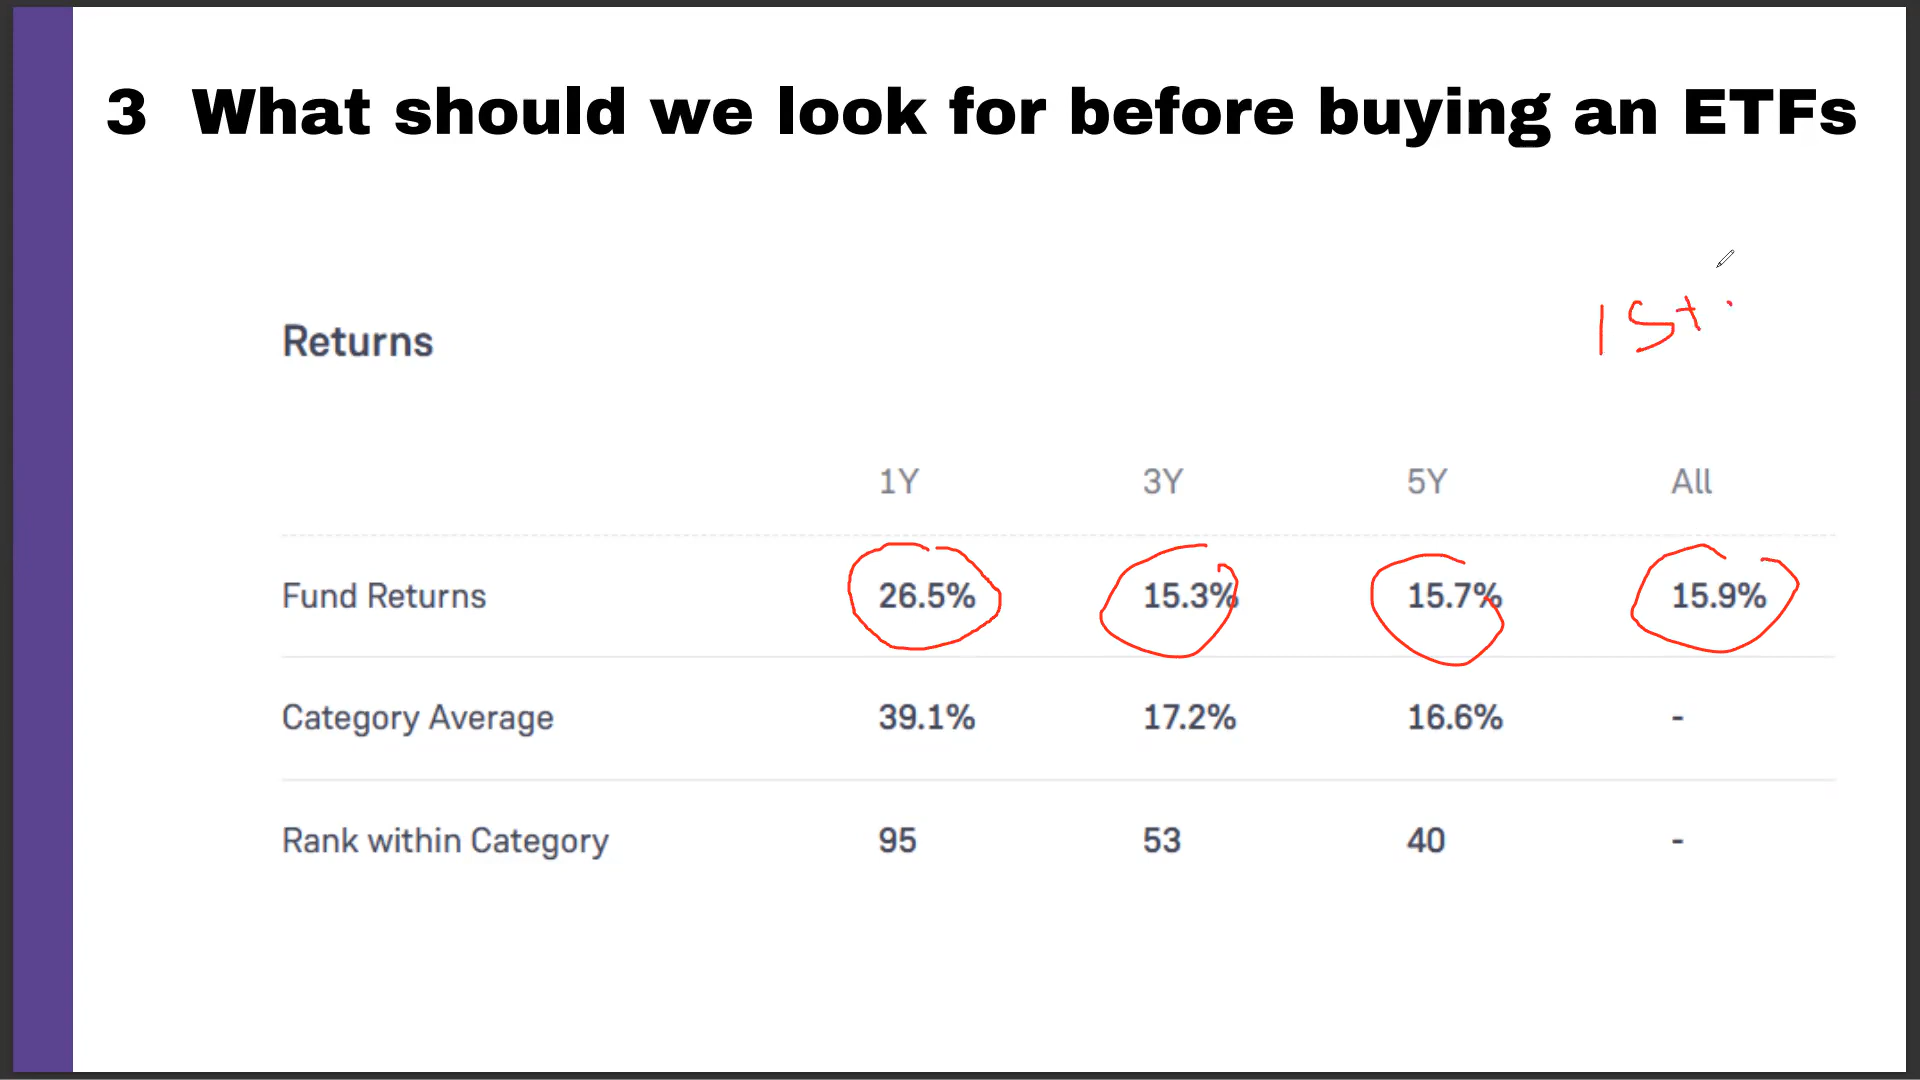 3 What should we look for before buying an ETFs
1st.
Returns
1Y 3Y 5Y All
Fund Returns 26.5% 15.3% 15.7% 15.9%
Category Average 39.1% 17.2% 16.6% -
Rank within Category 95 53 40 -